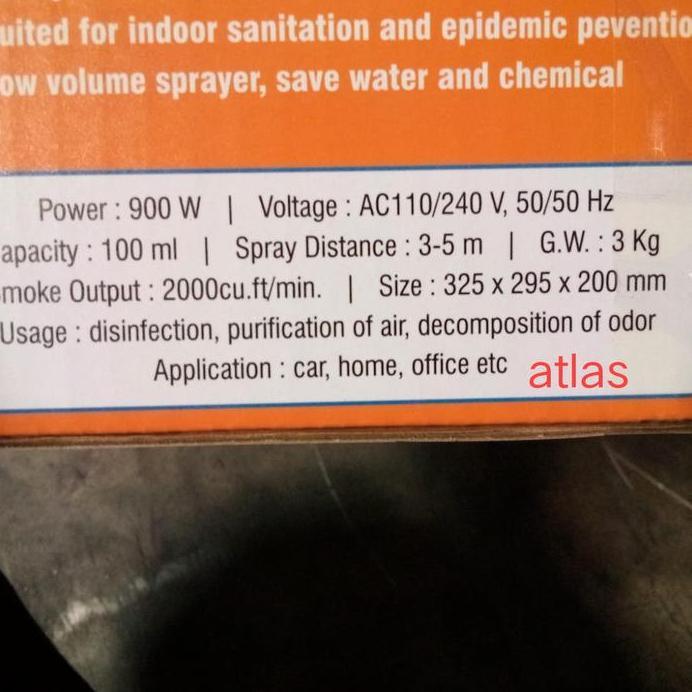 uited for indoor sanitation and epidemic peventio
ow volume sprayer, save water and chemical
Power : 900 W | Voltage : AC110/240 V, 50/50 Hz
apacity : 100 ml | Spray Distance : 3-5 m | G.W. : 3 Kg
moke Output : 2000cu.ft/min. | Size : 325 x 295 x 200 mm
Usage : disinfection, purification of air, decomposition of odor
Application : car, home, office etc atlas